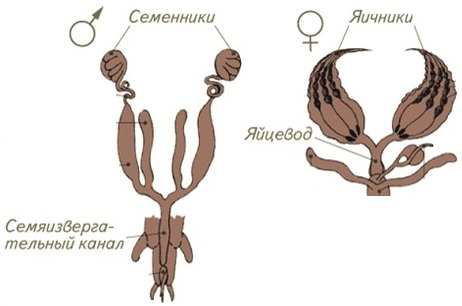 ♂ Семенники
♀ Яичники
Яйцевод
Семяизверга-
тельный канал